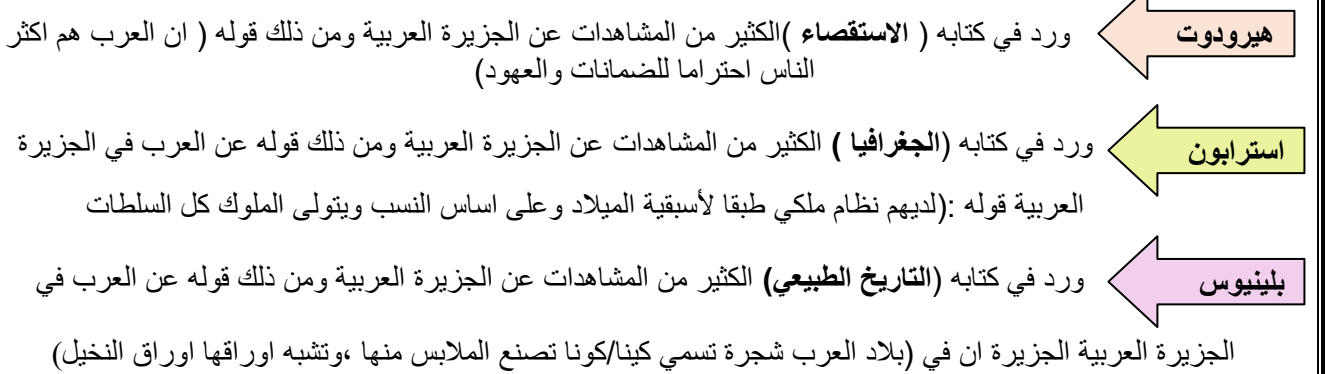 هيرودوت
ورد في كتابه ( الاستقصاء )الكثير من المشاهدات عن الجزيرة العربية ومن ذلك قوله ( ان العرب هم اكثر
الناس احتراما للضمانات والعهود)
استرابون
ورد في كتابه (الجغرافيا ) الكثير من المشاهدات عن الجزيرة العربية ومن ذلك قوله عن العرب في الجزيرة
العربية قوله :(لديهم نظام ملكي طبقا لأسبقية الميلاد وعلى اساس النسب ويتولى الملوك كل السلطات
بلينيوس
ورد في كتابه (التاريخ الطبيعي) الكثير من المشاهدات عن الجزيرة العربية ومن ذلك قوله عن العرب في
الجزيرة العربية الجزيرة ان في (بلاد العرب شجرة تسمي كينا/كونا تصنع الملابس منها ،وتشبه اوراقها اوراق النخيل)